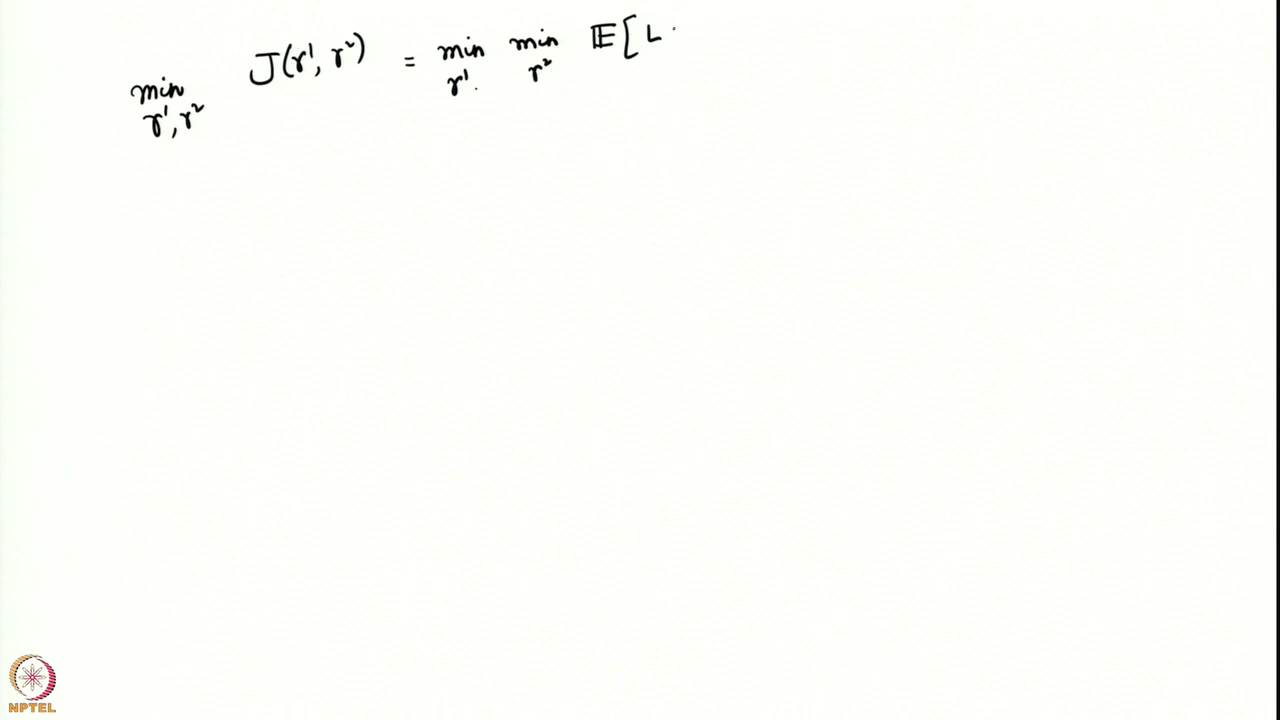 min γ¹, γ² J(γ¹, γ²) = min γ¹. min γ² 𝔼[L
NPTEL